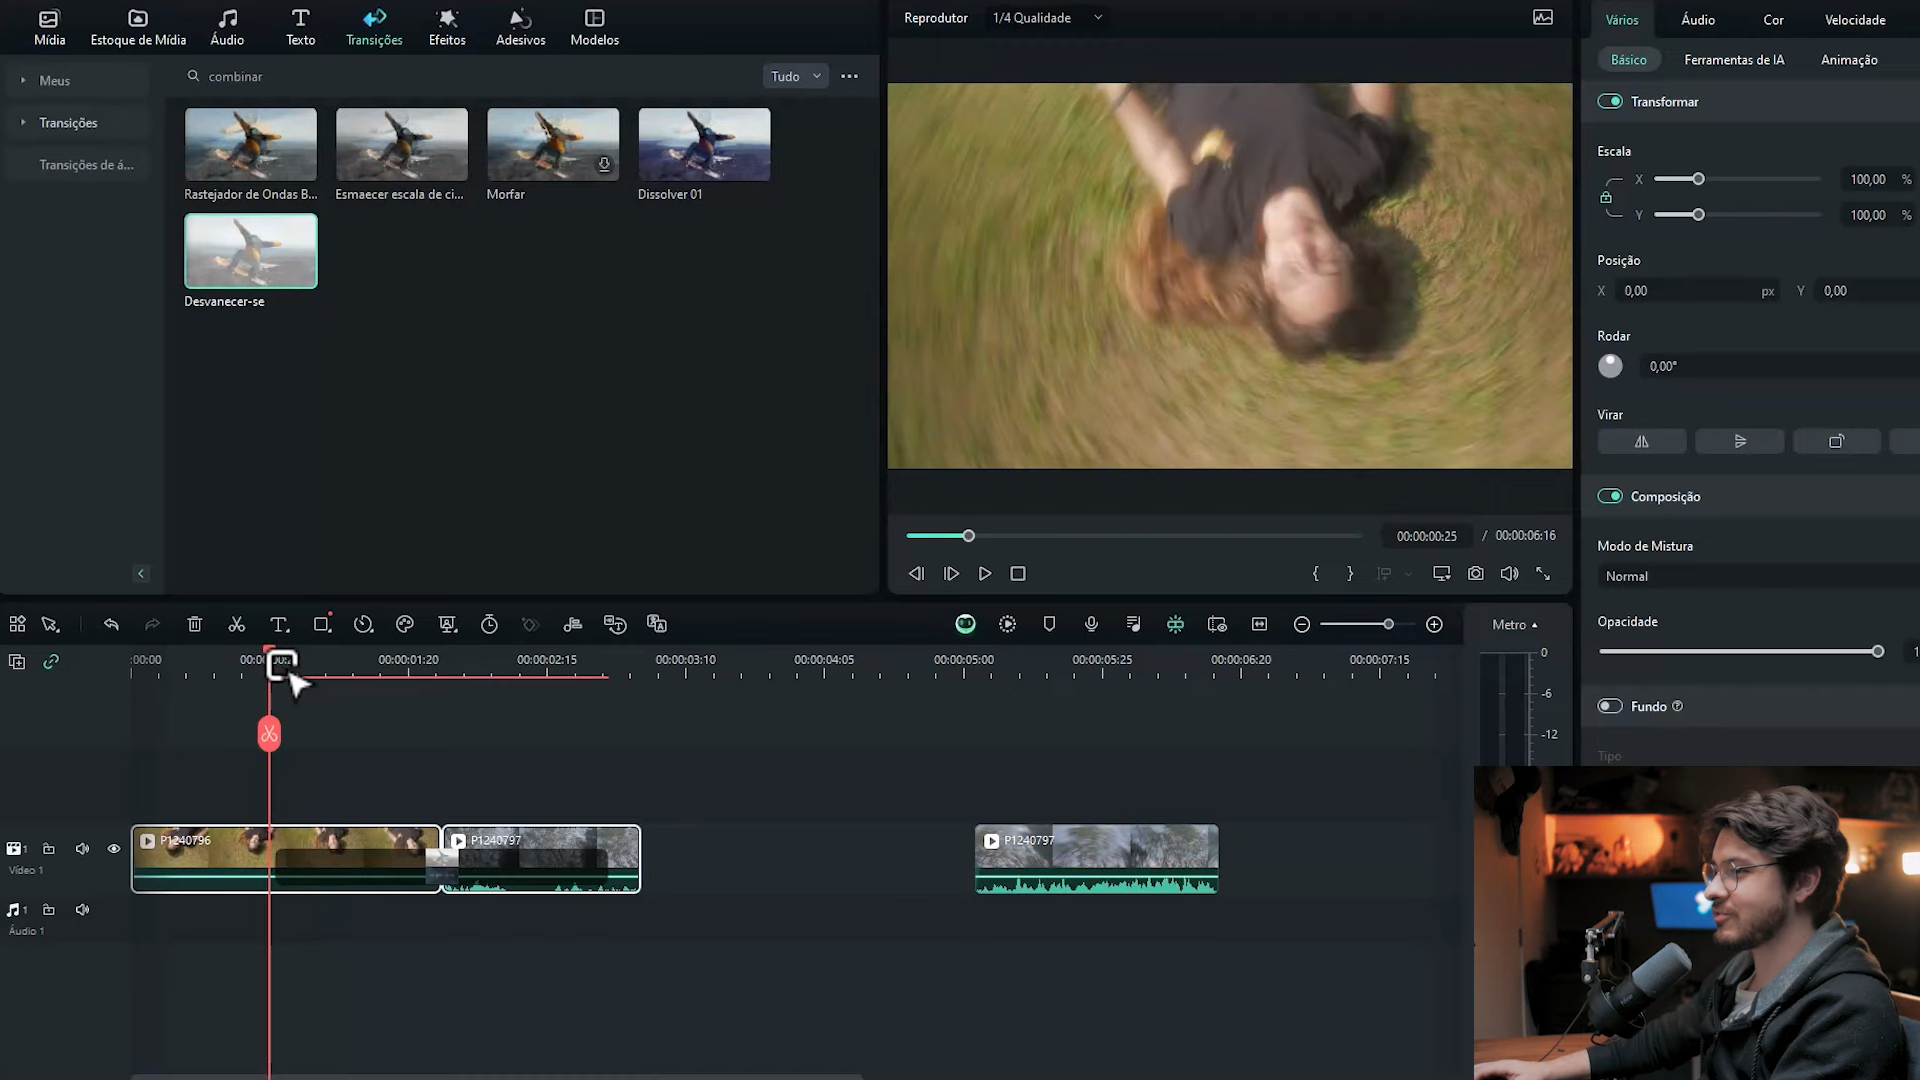 Mídia
Estoque de Mídia
Áudio
Texto
Transições
Efeitos
Adesivos
Modelos
Reprodutor
1/4 Qualidade
Vários
Áudio
Cor
Velocidade
Meus
combinar
Tudo
Básico
Ferramentas de IA
Animação
Transições
Transformar
Transições de á...
Rastejador de Ondas B...
Esmaecer escala de ci...
Morfar
Dissolver 01
Desvanecer-se
Escala
X
100,00
%
Y
100,00
%
Posição
X
0,00
px
Y
0,00
Rodar
0,00°
Virar
Composição
Modo de Mistura
Normal
Opacidade
1
Fundo
Tipo
00:00:00:25
/
00:00:06:16
Metro
:00:00
00:00:01:20
00:00:02:15
00:00:03:10
00:00:04:05
00:00:05:00
00:00:05:25
00:00:06:20
00:00:07:15
0
-6
-12
P1240796
P1240797
P1240797
1
Vídeo 1
1
Áudio 1